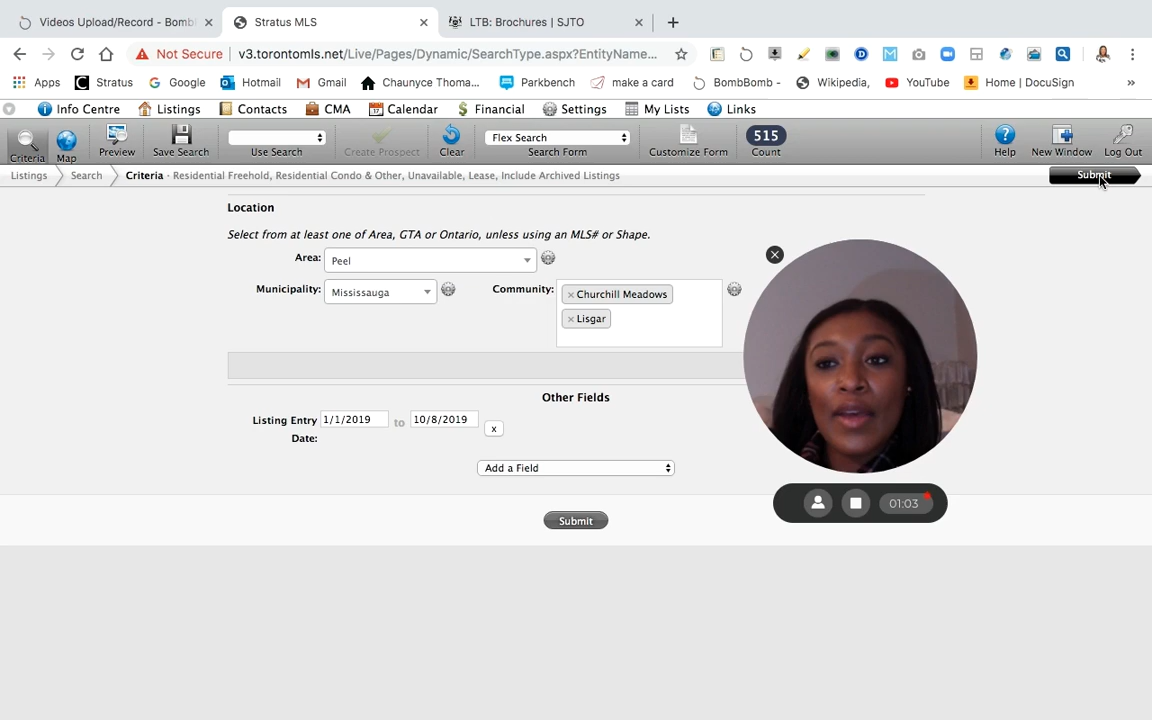 Videos Upload/Record - BombB
Stratus MLS
LTB: Brochures | SJTO
Not Secure | v3.torontomls.net/Live/Pages/Dynamic/SearchType.aspx?EntityName...
Apps Stratus Google Hotmail Gmail Chaunyce Thoma... Parkbench make a card BombBomb - Wikipedia, YouTube Home | DocuSign »
Info Centre Listings Contacts CMA Calendar Financial Settings My Lists Links
Flex Search 515
Criteria Map Preview Save Search Use Search Create Prospect Clear Search Form Customize Form Count Help New Window Log Out
Listings Search Criteria · Residential Freehold, Residential Condo & Other, Unavailable, Lease, Include Archived Listings Submit
Location
Select from at least one of Area, GTA or Ontario, unless using an MLS# or Shape.
Area: Peel
Municipality: Mississauga Community: × Churchill Meadows
× Lisgar
Other Fields
Listing Entry Date: 1/1/2019 to 10/8/2019 x
Add a Field
01:03
Submit